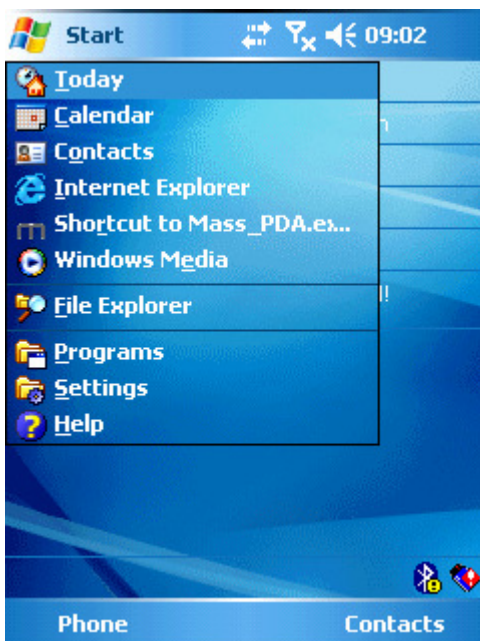 Start 09:02
Today
Calendar
Contacts
Internet Explorer
Shortcut to Mass_PDA.ex...
Windows Media
File Explorer
Programs
Settings
Help
Phone Contacts